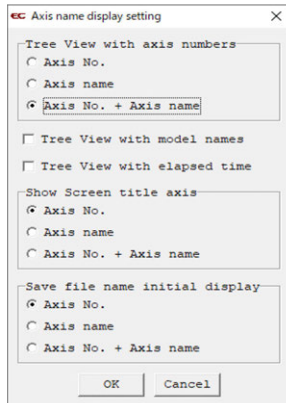 EC Axis name display setting
Tree View with axis numbers
Axis No.
Axis name
Axis No. + Axis name
Tree View with model names
Tree View with elapsed time
Show Screen title axis
Axis No.
Axis name
Axis No. + Axis name
Save file name initial display
Axis No.
Axis name
Axis No. + Axis name
OK Cancel